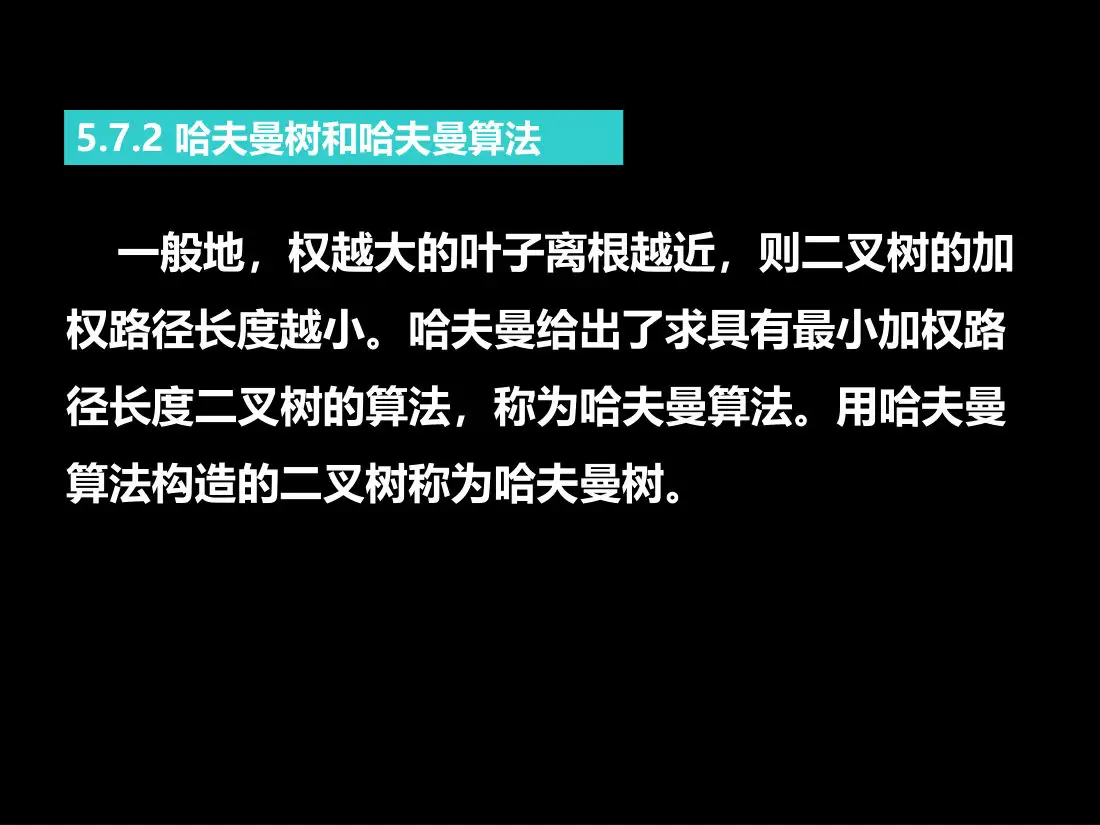 5.7.2 哈夫曼树和哈夫曼算法
一般地，权越大的叶子离根越近，则二叉树的加
权路径长度越小。哈夫曼给出了求具有最小加权路
径长度二叉树的算法，称为哈夫曼算法。用哈夫曼
算法构造的二叉树称为哈夫曼树。